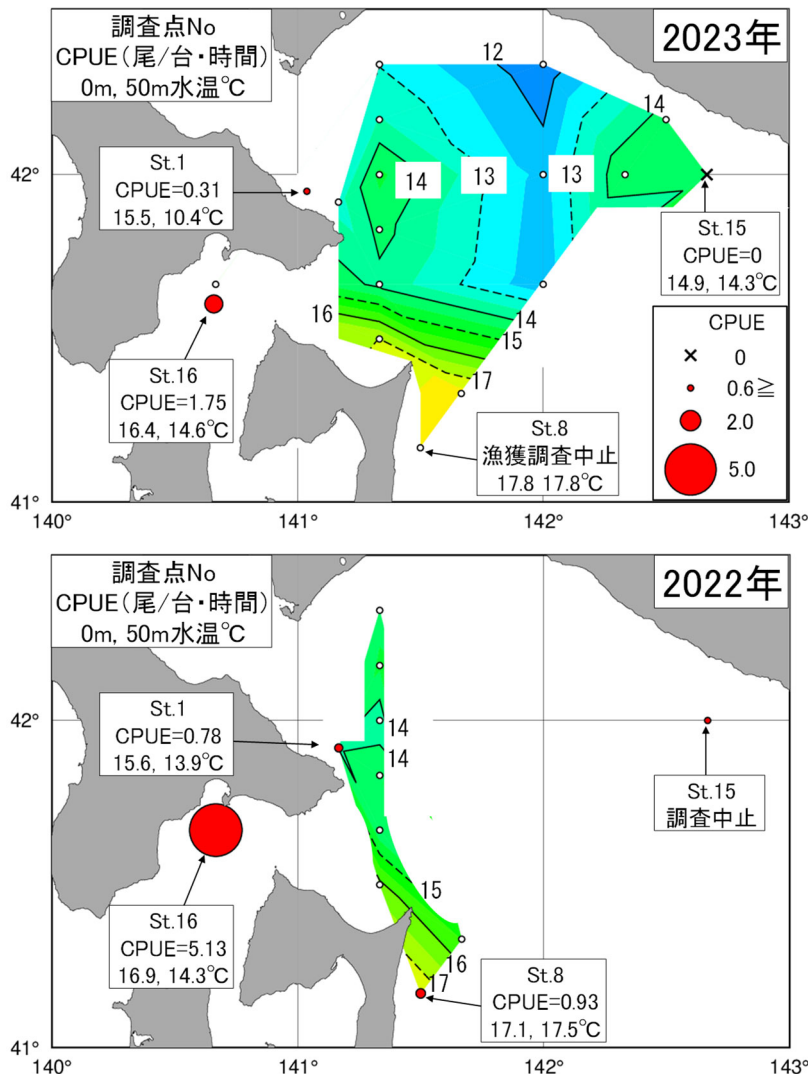 調査点No
CPUE(尾/台・時間)
0m, 50m水温℃
2023年
12
14
St.1
CPUE=0.31
15.5, 10.4℃
14
13
13
St.15
CPUE=0
14.9, 14.3℃
16
14
15
17
St.16
CPUE=1.75
16.4, 14.6℃
St.8
漁獲調査中止
17.8 17.8℃
CPUE
0
0.6≧
2.0
5.0
42°
41°
140°
141°
142°
143°
調査点No
CPUE(尾/台・時間)
0m, 50m水温℃
2022年
St.1
CPUE=0.78
15.6, 13.9℃
14
14
St.15
調査中止
15
16
17
St.16
CPUE=5.13
16.9, 14.3℃
St.8
CPUE=0.93
17.1, 17.5℃
42°
41°
140°
141°
142°
143°